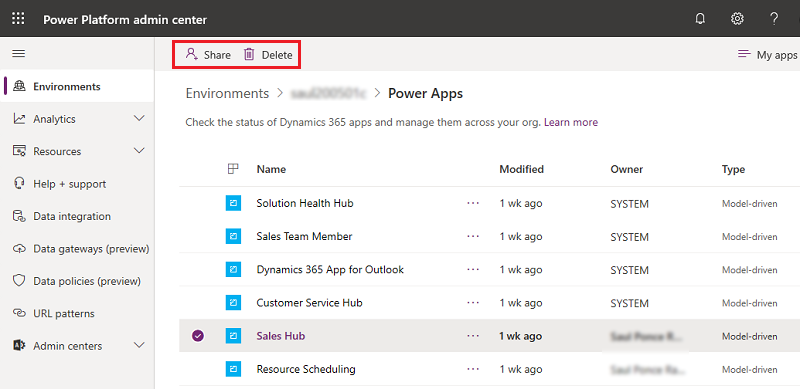 Power Platform admin center
Share Delete My apps
Environments > > Power Apps
Check the status of Dynamics 365 apps and manage them across your org. Learn more
Environments
Analytics
Resources
Help + support
Data integration
Data gateways (preview)
Data policies (preview)
URL patterns
Admin centers
Name Modified Owner Type
Solution Health Hub ... 1 wk ago SYSTEM Model-driven
Sales Team Member ... 1 wk ago SYSTEM Model-driven
Dynamics 365 App for Outlook ... 1 wk ago SYSTEM Model-driven
Customer Service Hub ... 1 wk ago SYSTEM Model-driven
Sales Hub ... 1 wk ago Model-driven
Resource Scheduling ... 1 wk ago Model-driven